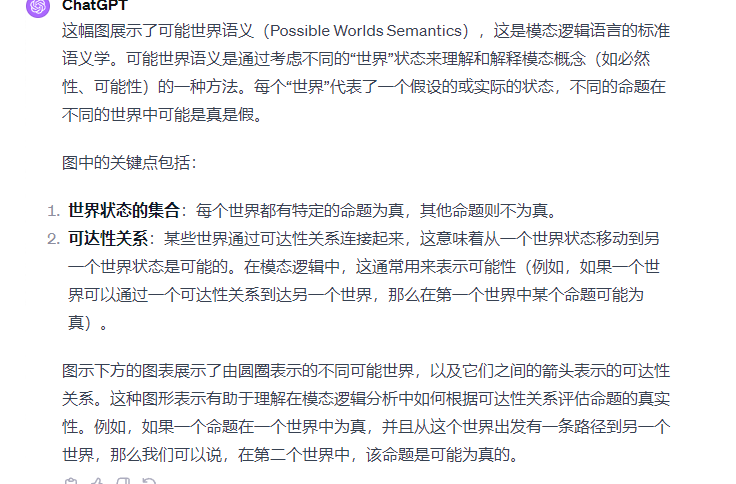 ChatGPT
这幅图展示了可能世界语义（Possible Worlds Semantics），这是模态逻辑语言的标准
语义学。可能世界语义是通过考虑不同的“世界”状态来理解和解释模态概念（如必然
性、可能性）的一种方法。每个“世界”代表了一个假设的或实际的状态，不同的命题在
不同的世界中可能是真是假。
图中的关键点包括：
1. 世界状态的集合：每个世界都有特定的命题为真，其他命题则不为真。
2. 可达性关系：某些世界通过可达性关系连接起来，这意味着从一个世界状态移动到另
一个世界状态是可能的。在模态逻辑中，这通常用来表示可能性（例如，如果一个世
界可以通过一个可达性关系到达另一个世界，那么在第一个世界中某个命题可能为
真）。
图示下方的图表展示了由圆圈表示的不同可能世界，以及它们之间的箭头表示的可达性
关系。这种图形表示有助于理解在模态逻辑分析中如何根据可达性关系评估命题的真实
性。例如，如果一个命题在一个世界中为真，并且从这个世界出发有一条路径到另一个
世界，那么我们可以说，在第二个世界中，该命题是可能为真的。